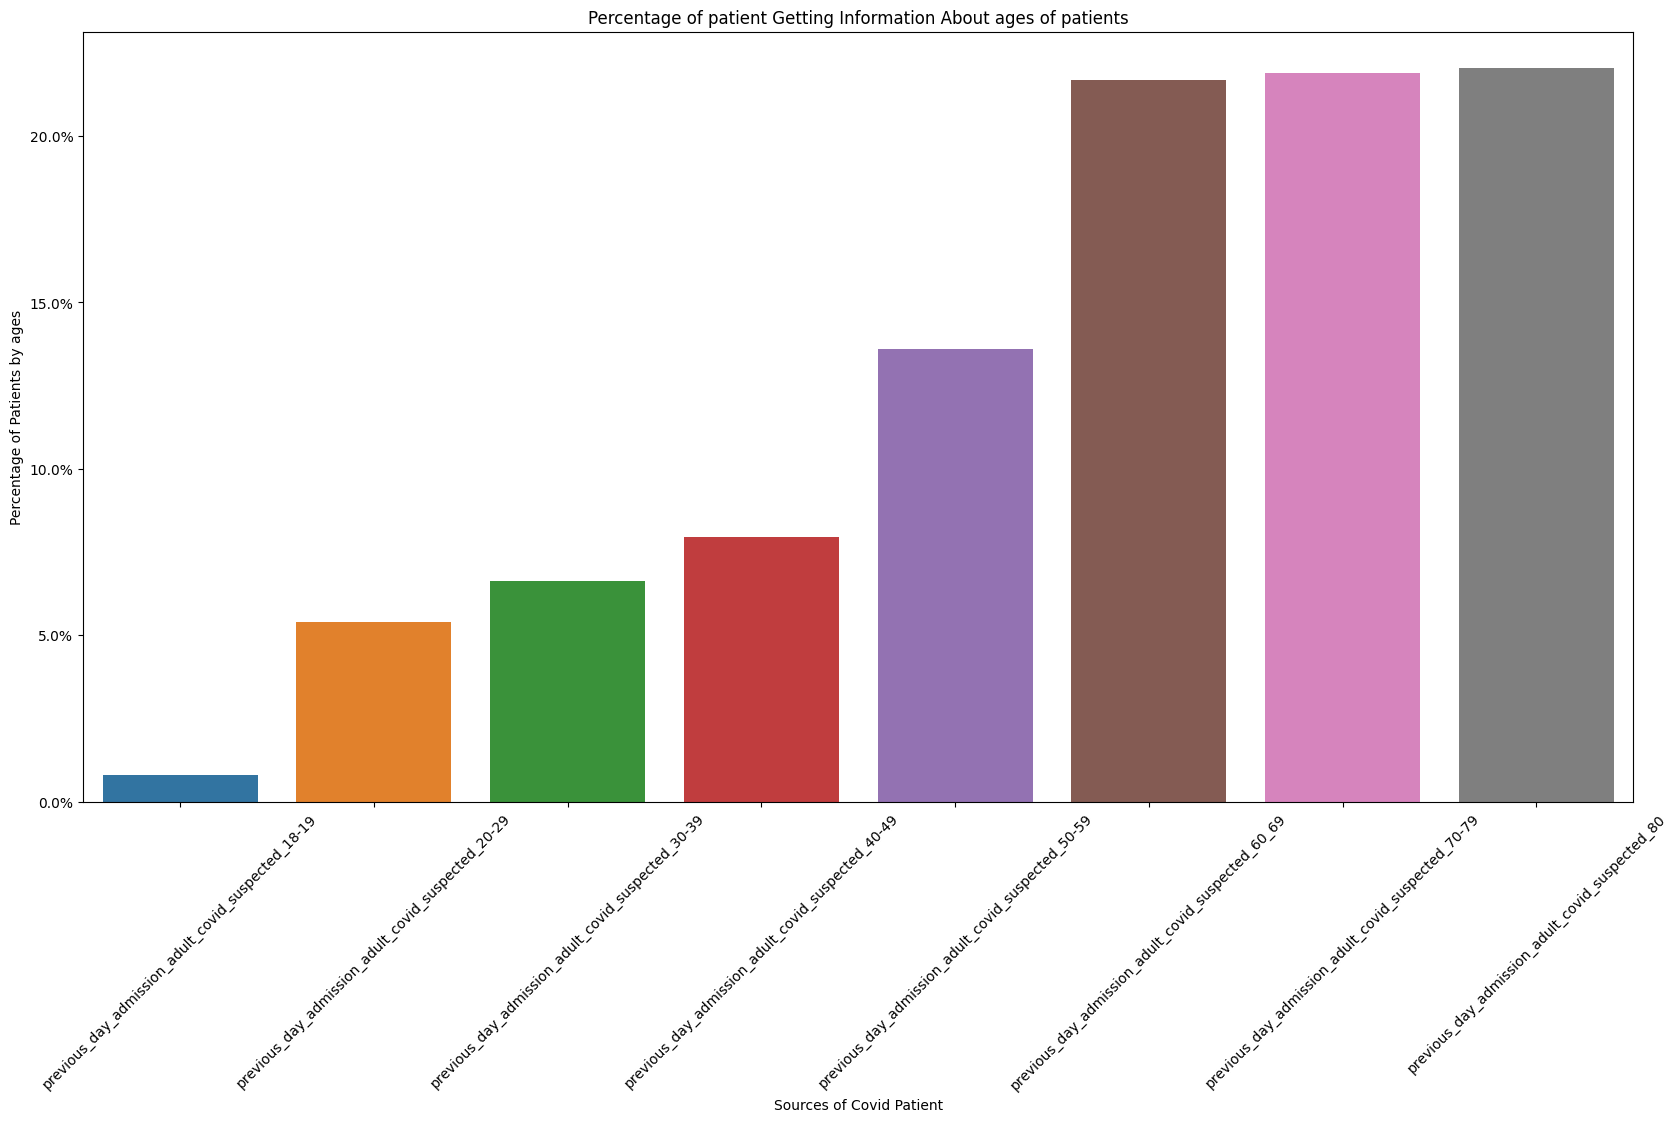 Percentage of patient Getting Information About ages of patients
Percentage of Patients by ages
20.0%
15.0%
10.0%
5.0%
0.0%
previous_day_admission_adult_covid_suspected_18-19
previous_day_admission_adult_covid_suspected_20-29
previous_day_admission_adult_covid_suspected_30-39
previous_day_admission_adult_covid_suspected_40-49
previous_day_admission_adult_covid_suspected_50-59
previous_day_admission_adult_covid_suspected_60_69
previous_day_admission_adult_covid_suspected_70-79
previous_day_admission_adult_covid_suspected_80
Sources of Covid Patient